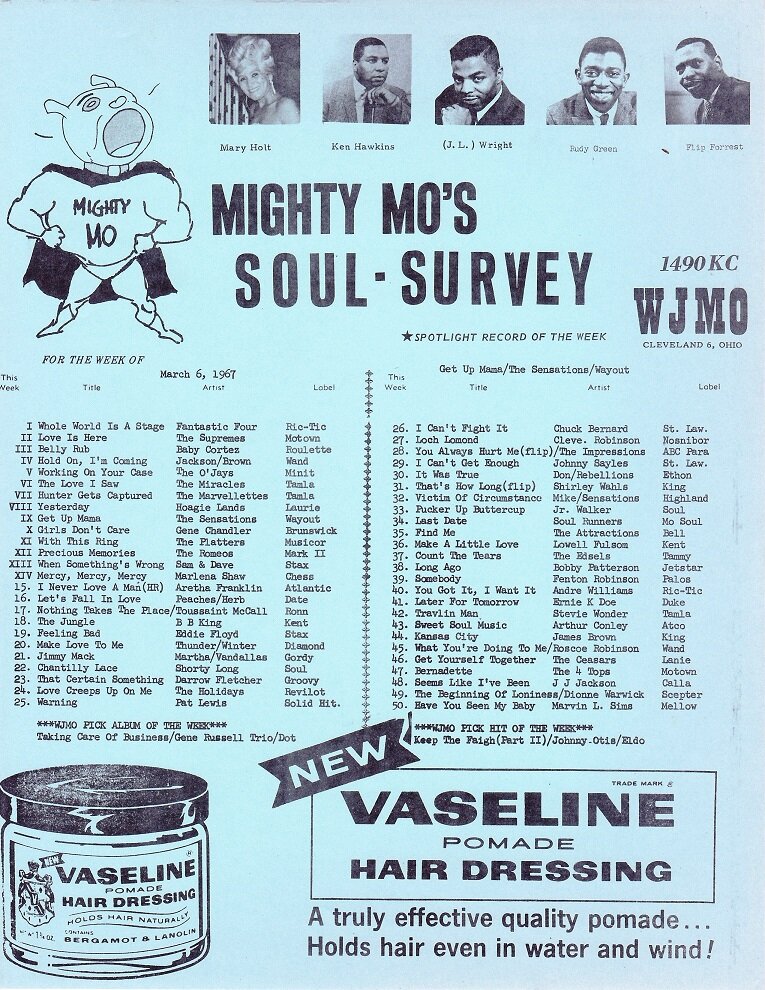 Mary Holt
Ken Hawkins
(J. L.) Wright
Rudy Green
Flip Forrest
MIGHTY
MO
MIGHTY MO'S
SOUL-SURVEY
1490 KC
WJMO
CLEVELAND 6, OHIO
★SPOTLIGHT RECORD OF THE WEEK
FOR THE WEEK OF
March 6, 1967
Get Up Mama/The Sensations/Wayout
This Week Title Artist Label
I Whole World Is A Stage Fantastic Four Ric-Tic
II Love Is Here The Supremes Motown
III Belly Rub Baby Cortez Roulette
IV Hold On, I'm Coming Jackson/Brown Wand
V Working On Your Case The O'Jays Minit
VI The Love I Saw The Miracles Tamla
VII Hunter Gets Captured The Marvellettes Tamla
VIII Yesterday Hoagie Lands Laurie
IX Get Up Mama The Sensations Wayout
X Girls Don't Care Gene Chandler Brunswick
XI With This Ring The Platters Musicor
XII Precious Memories The Romeos Mark II
XIII When Something's Wrong Sam & Dave Stax
XIV Mercy, Mercy, Mercy Marlena Shaw Chess
15. I Never Love A Man(HR) Aretha Franklin Atlantic
16. Let's Fall In Love Peaches/Herb Date
17. Nothing Takes The Place/Toussaint McCall Ronn
18. The Jungle B B King Kent
19. Feeling Bad Eddie Floyd Stax
20. Make Love To Me Thunder/Winter Diamond
21. Jimmy Mack Martha/Vandallas Gordy
22. Chantilly Lace Shorty Long Soul
23. That Certain Something Darrow Fletcher Groovy
24. Love Creeps Up On Me The Holidays Revilot
25. Warning Pat Lewis Solid Hit.
***WJMO PICK ALBUM OF THE WEEK***
Taking Care Of Business/Gene Russell Trio/Dot
This Week Title Artist Label
26. I Can't Fight It Chuck Bernard St. Law.
27. Loch Lomond Cleve. Robinson Nosnibor
28. You Always Hurt Me(flip)/The Impressions ABC Para
29. I Can't Get Enough Johnny Sayles St. Law.
30. It Was True Don/Rebellions Ethon
31. That's How Long(flip) Shirley Wahls King
32. Victim Of Circumstance Mike/Sensations Highland
33. Pucker Up Buttercup Jr. Walker Soul
34. Last Date Soul Runners Mo Soul
35. Find Me The Attractions Bell
36. Make A Little Love Lowell Fulsom Kent
37. Count The Tears The Edsels Tammy
38. Long Ago Bobby Patterson Jetstar
39. Somebody Fenton Robinson Palos
40. You Got It, I Want It Andre Williams Ric-Tic
41. Later For Tomorrow Ernie K Doe Duke
42. Travlin Man Stevie Wonder Tamla
43. Sweet Soul Music Arthur Conley Atco
44. Kansas City James Brown King
45. What You're Doing To Me/Roscoe Robinson Wand
46. Get Yourself Together The Ceasars Lanie
47. Bernadette The 4 Tops Motown
48. Seems Like I've Been J J Jackson Calla
49. The Beginning Of Loniness/Dionne Warwick Scepter
50. Have You Seen My Baby Marvin L. Sims Mellow
***WJMO PICK HIT OF THE WEEK***
Keep The Faigh(Part II)/Johnny Otis/Eldo
NEW
TRADE MARK ®
VASELINE
POMADE
HAIR DRESSING
A truly effective quality pomade...
Holds hair even in water and wind!
NEW
VASELINE
POMADE
HAIR DRESSING
HOLDS HAIR NATURALLY
CONTAINS
BERGAMOT & LANOLIN